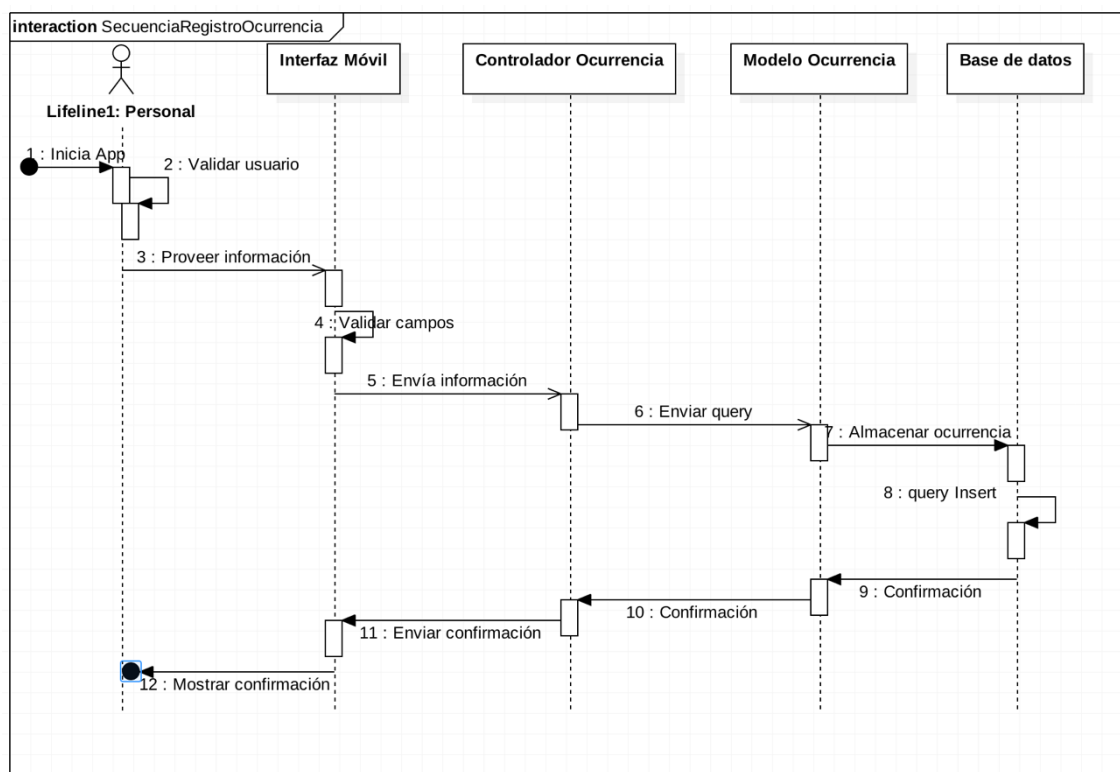 interaction SecuenciaRegistroOcurrencia
Interfaz Móvil
Controlador Ocurrencia
Modelo Ocurrencia
Base de datos
Lifeline1: Personal
1 : Inicia App
2 : Validar usuario
3 : Proveer información
4 : Validar campos
5 : Envía información
6 : Enviar query
7 : Almacenar ocurrencia
8 : query Insert
9 : Confirmación
10 : Confirmación
11 : Enviar confirmación
12 : Mostrar confirmación